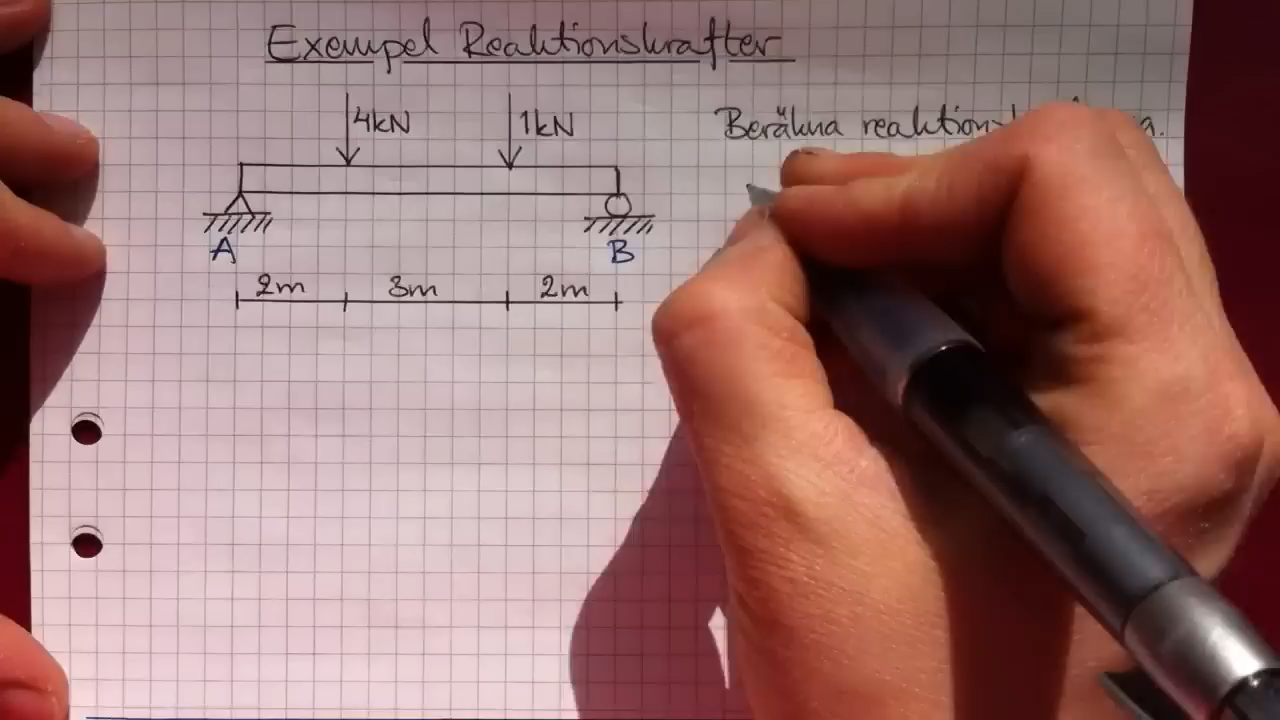 Exempel Reaktionskrafter
4kN
1kN
Beräkna
A
B
2m
3m
2m